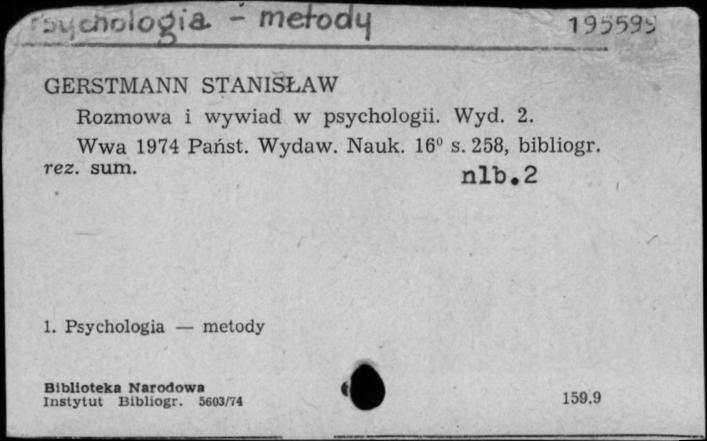 Psychologia - metody 195599
GERSTMANN STANISŁAW
Rozmowa i wywiad w psychologii. Wyd. 2.
Wwa 1974 Państ. Wydaw. Nauk. 16⁰ s. 258, bibliogr.
rez. sum.
nlb.2
1. Psychologia — metody
Biblioteka Narodowa
Instytut Bibliogr. 5603/74
159.9